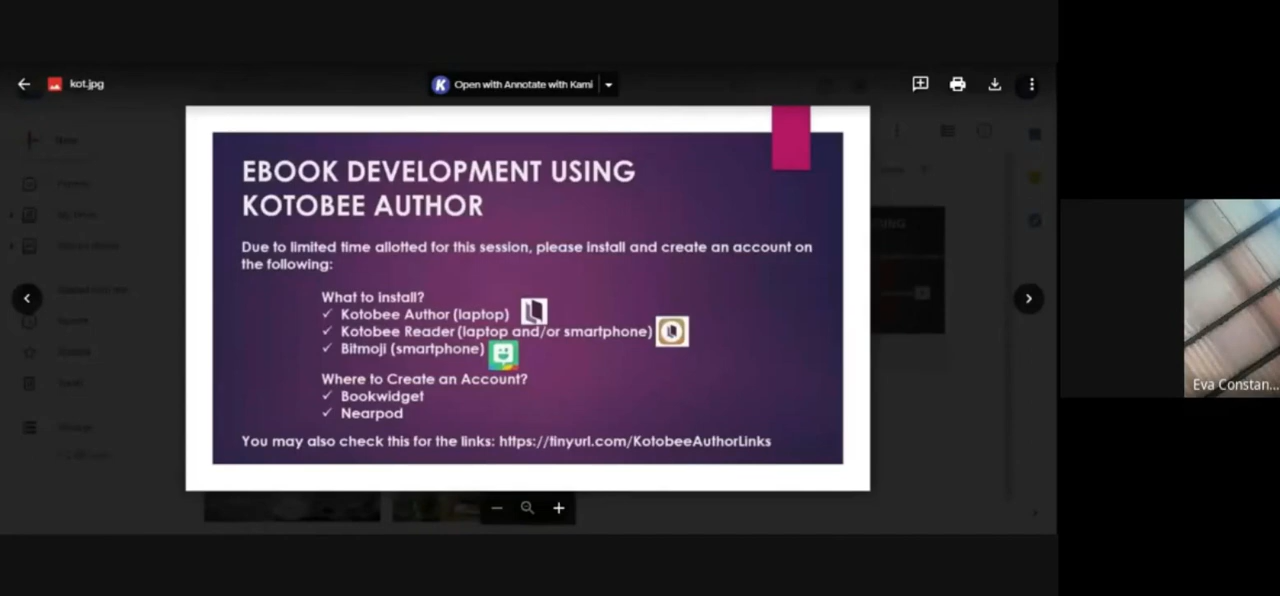 kot.jpg
Open with Annotate with Kami
EBOOK DEVELOPMENT USING
KOTOBEE AUTHOR
Due to limited time allotted for this session, please install and create an account on
the following:
What to install?
✓ Kotobee Author (laptop)
✓ Kotobee Reader (laptop and/or smartphone)
✓ Bitmoji (smartphone)
Where to Create an Account?
✓ Bookwidget
✓ Nearpod
You may also check this for the links: https://tinyurl.com/KotobeeAuthorLinks
Eva Constan...